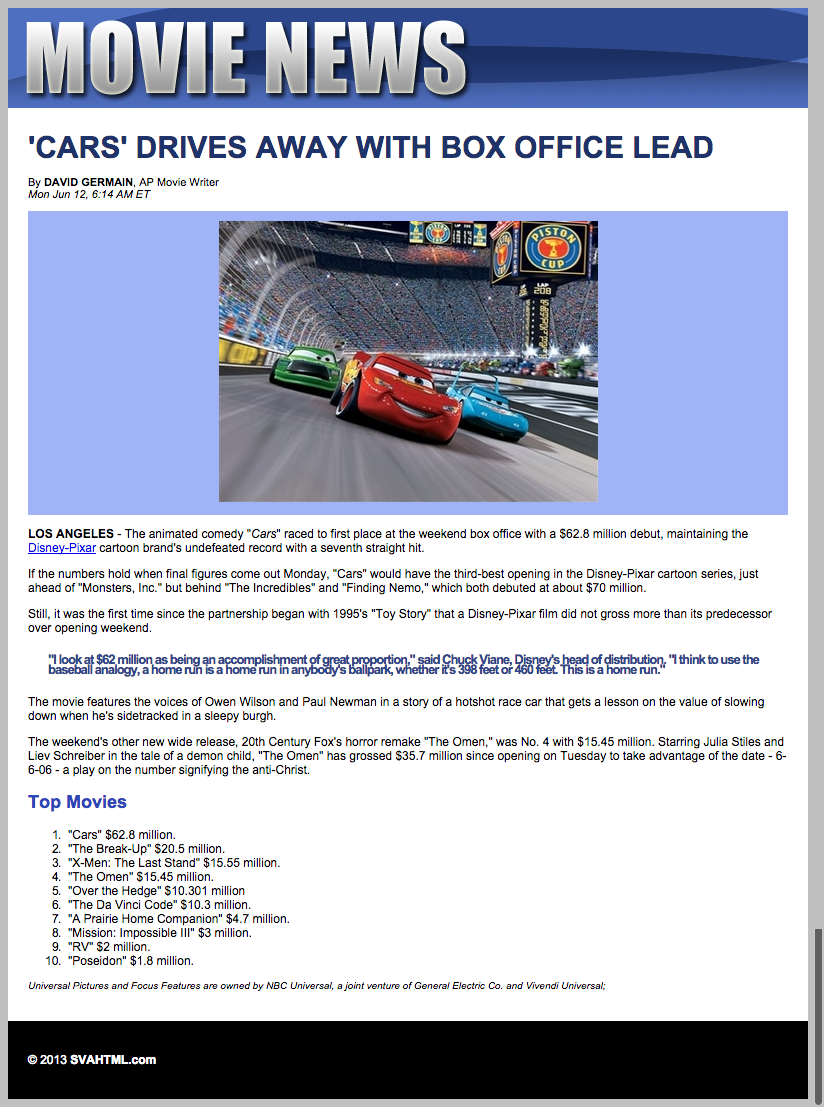 MOVIE NEWS
'CARS' DRIVES AWAY WITH BOX OFFICE LEAD
By DAVID GERMAIN, AP Movie Writer
Mon Jun 12, 6:14 AM ET
PISTON CUP
PISTON
CUP
LAP
208
LOS ANGELES - The animated comedy "Cars" raced to first place at the weekend box office with a $62.8 million debut, maintaining the
Disney-Pixar cartoon brand's undefeated record with a seventh straight hit.
If the numbers hold when final figures come out Monday, "Cars" would have the third-best opening in the Disney-Pixar cartoon series, just
ahead of "Monsters, Inc." but behind "The Incredibles" and "Finding Nemo," which both debuted at about $70 million.
Still, it was the first time since the partnership began with 1995's "Toy Story" that a Disney-Pixar film did not gross more than its predecessor
over opening weekend.
"I look at $62 million as being an accomplishment of great proportion," said Chuck Viane, Disney's head of distribution. "I think to use the
baseball analogy, a home run is a home run in anybody's ballpark, whether it's 398 feet or 460 feet. This is a home run."
The movie features the voices of Owen Wilson and Paul Newman in a story of a hotshot race car that gets a lesson on the value of slowing
down when he's sidetracked in a sleepy burgh.
The weekend's other new wide release, 20th Century Fox's horror remake "The Omen," was No. 4 with $15.45 million. Starring Julia Stiles and
Liev Schreiber in the tale of a demon child, "The Omen" has grossed $35.7 million since opening on Tuesday to take advantage of the date - 6-
6-06 - a play on the number signifying the anti-Christ.
Top Movies
1. "Cars" $62.8 million.
2. "The Break-Up" $20.5 million.
3. "X-Men: The Last Stand" $15.55 million.
4. "The Omen" $15.45 million.
5. "Over the Hedge" $10.301 million
6. "The Da Vinci Code" $10.3 million.
7. "A Prairie Home Companion" $4.7 million.
8. "Mission: Impossible III" $3 million.
9. "RV" $2 million.
10. "Poseidon" $1.8 million.
Universal Pictures and Focus Features are owned by NBC Universal, a joint venture of General Electric Co. and Vivendi Universal;
© 2013 SVAHTML.com